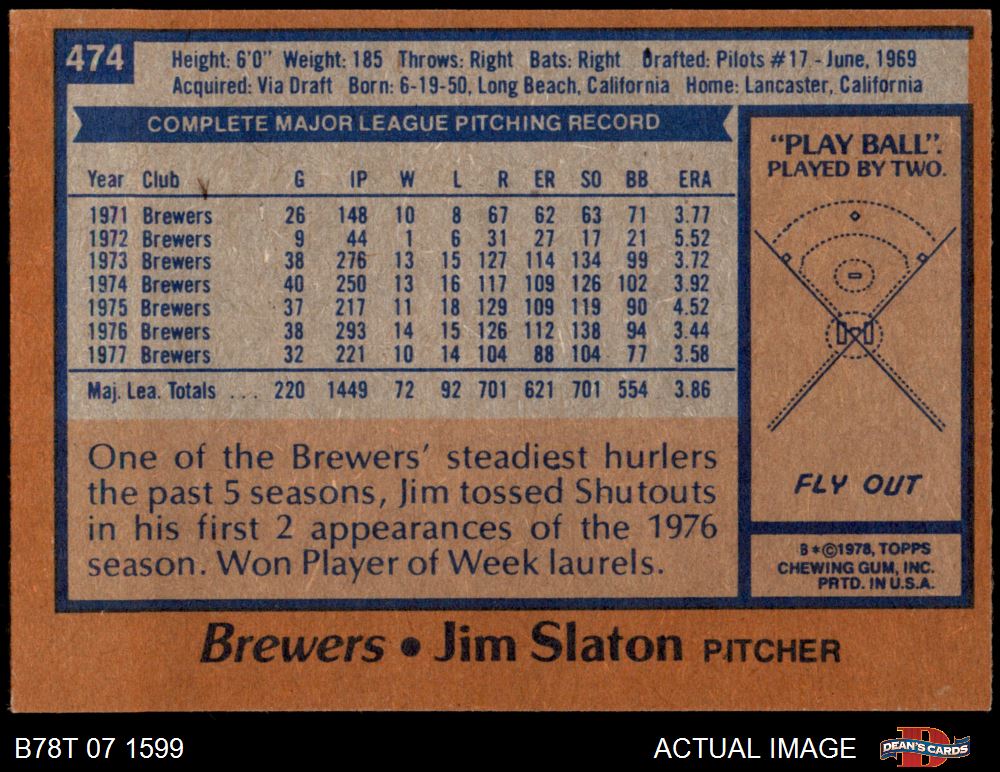 474
Height: 6'0" Weight: 185 Throws: Right Bats: Right Drafted: Pilots #17 - June, 1969
Acquired: Via Draft Born: 6-19-50, Long Beach, California Home: Lancaster, California
COMPLETE MAJOR LEAGUE PITCHING RECORD
Year Club G IP W L R ER SO BB ERA
1971 Brewers 26 148 10 8 67 62 63 71 3.77
1972 Brewers 9 44 1 6 31 27 17 21 5.52
1973 Brewers 38 276 13 15 127 114 134 99 3.72
1974 Brewers 40 250 13 16 117 109 126 102 3.92
1975 Brewers 37 217 11 18 129 109 119 90 4.52
1976 Brewers 38 293 14 15 126 112 138 94 3.44
1977 Brewers 32 221 10 14 104 88 104 77 3.58
Maj. Lea. Totals ... 220 1449 72 92 701 621 701 554 3.86
One of the Brewers' steadiest hurlers
the past 5 seasons, Jim tossed Shutouts
in his first 2 appearances of the 1976
season. Won Player of Week laurels.
"PLAY BALL".
PLAYED BY TWO.
FLY OUT
B*©1978, TOPPS
CHEWING GUM, INC.
PRTD. IN U.S.A.
Brewers • Jim Slaton PITCHER
B78T 07 1599
ACTUAL IMAGE
D
DEAN'S CARDS